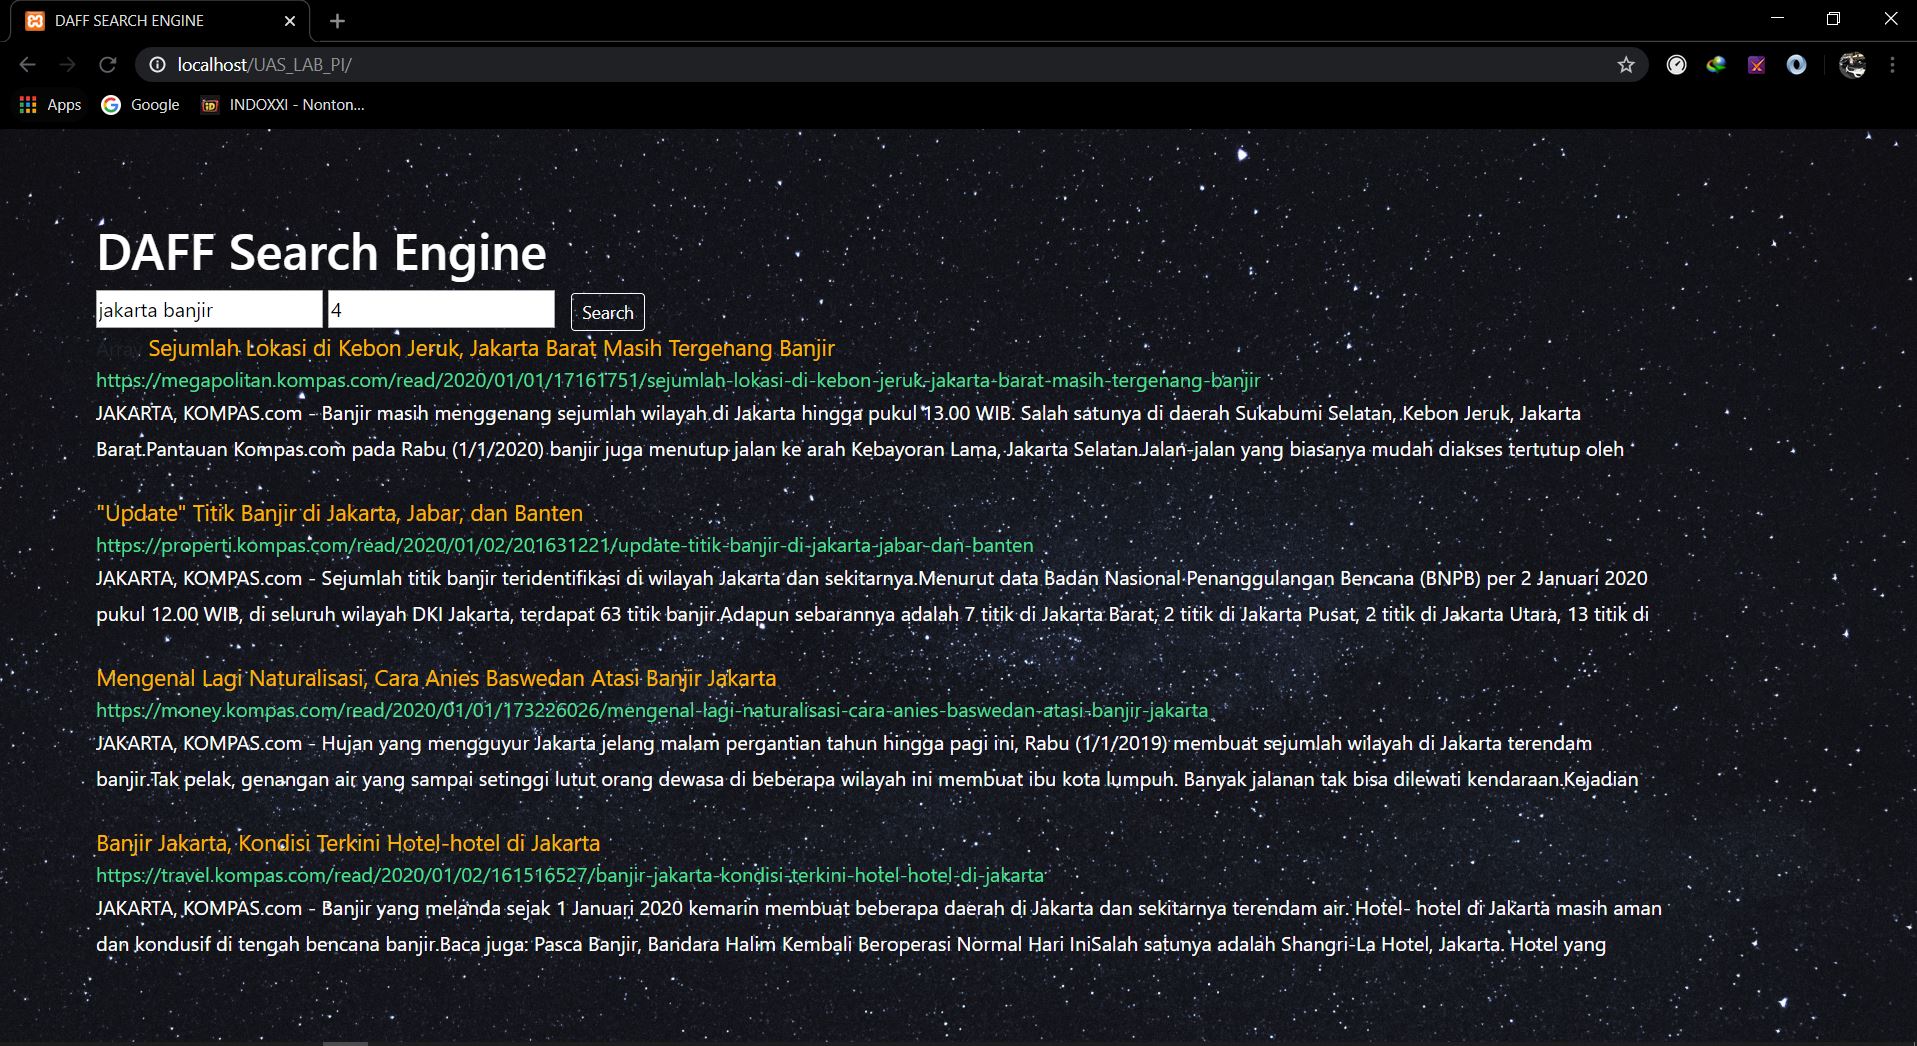 DAFF SEARCH ENGINE
localhost/UAS_LAB_PI/
Apps Google INDOXXI - Nonton...
DAFF Search Engine
jakarta banjir 4 Search
Array Sejumlah Lokasi di Kebon Jeruk, Jakarta Barat Masih Tergenang Banjir
https://megapolitan.kompas.com/read/2020/01/01/17161751/sejumlah-lokasi-di-kebon-jeruk-jakarta-barat-masih-tergenang-banjir
JAKARTA, KOMPAS.com - Banjir masih menggenang sejumlah wilayah di Jakarta hingga pukul 13.00 WIB. Salah satunya di daerah Sukabumi Selatan, Kebon Jeruk, Jakarta
Barat.Pantauan Kompas.com pada Rabu (1/1/2020) banjir juga menutup jalan ke arah Kebayoran Lama, Jakarta Selatan.Jalan-jalan yang biasanya mudah diakses tertutup oleh
"Update" Titik Banjir di Jakarta, Jabar, dan Banten
https://properti.kompas.com/read/2020/01/02/201631221/update-titik-banjir-di-jakarta-jabar-dan-banten
JAKARTA, KOMPAS.com - Sejumlah titik banjir teridentifikasi di wilayah Jakarta dan sekitarnya.Menurut data Badan Nasional Penanggulangan Bencana (BNPB) per 2 Januari 2020
pukul 12.00 WIB, di seluruh wilayah DKI Jakarta, terdapat 63 titik banjir.Adapun sebarannya adalah 7 titik di Jakarta Barat, 2 titik di Jakarta Pusat, 2 titik di Jakarta Utara, 13 titik di
Mengenal Lagi Naturalisasi, Cara Anies Baswedan Atasi Banjir Jakarta
https://money.kompas.com/read/2020/01/01/173226026/mengenal-lagi-naturalisasi-cara-anies-baswedan-atasi-banjir-jakarta
JAKARTA, KOMPAS.com - Hujan yang mengguyur Jakarta jelang malam pergantian tahun hingga pagi ini, Rabu (1/1/2019) membuat sejumlah wilayah di Jakarta terendam
banjir.Tak pelak, genangan air yang sampai setinggi lutut orang dewasa di beberapa wilayah ini membuat ibu kota lumpuh. Banyak jalanan tak bisa dilewati kendaraan.Kejadian
Banjir Jakarta, Kondisi Terkini Hotel-hotel di Jakarta
https://travel.kompas.com/read/2020/01/02/161516527/banjir-jakarta-kondisi-terkini-hotel-hotel-di-jakarta
JAKARTA, KOMPAS.com - Banjir yang melanda sejak 1 Januari 2020 kemarin membuat beberapa daerah di Jakarta dan sekitarnya terendam air. Hotel- hotel di Jakarta masih aman
dan kondusif di tengah bencana banjir.Baca juga: Pasca Banjir, Bandara Halim Kembali Beroperasi Normal Hari IniSalah satunya adalah Shangri-La Hotel, Jakarta. Hotel yang